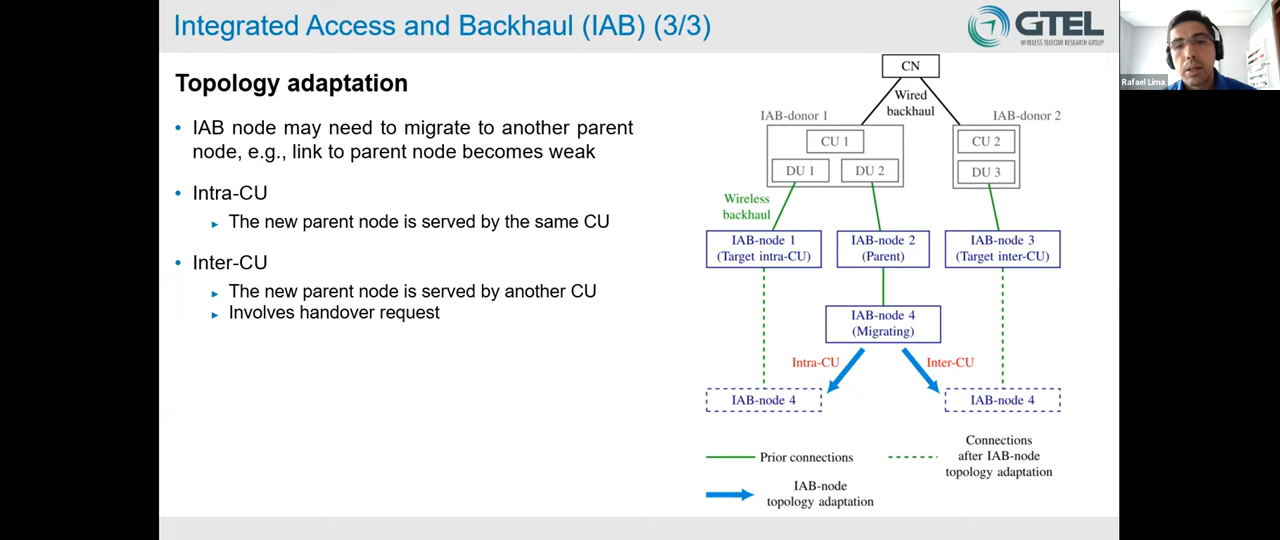 Integrated Access and Backhaul (IAB) (3/3)
GTEL
WIRELESS TELECOM RESEARCH GROUP
Rafael Lima
Topology adaptation
• IAB node may need to migrate to another parent
node, e.g., link to parent node becomes weak
• Intra-CU
▸ The new parent node is served by the same CU
• Inter-CU
▸ The new parent node is served by another CU
▸ Involves handover request
CN
Wired
backhaul
IAB-donor 1
IAB-donor 2
CU 1
CU 2
DU 1
DU 2
DU 3
Wireless
backhaul
IAB-node 1
(Target intra-CU)
IAB-node 2
(Parent)
IAB-node 3
(Target inter-CU)
IAB-node 4
(Migrating)
Intra-CU
Inter-CU
IAB-node 4
IAB-node 4
Prior connections
Connections
after IAB-node
topology adaptation
IAB-node
topology adaptation